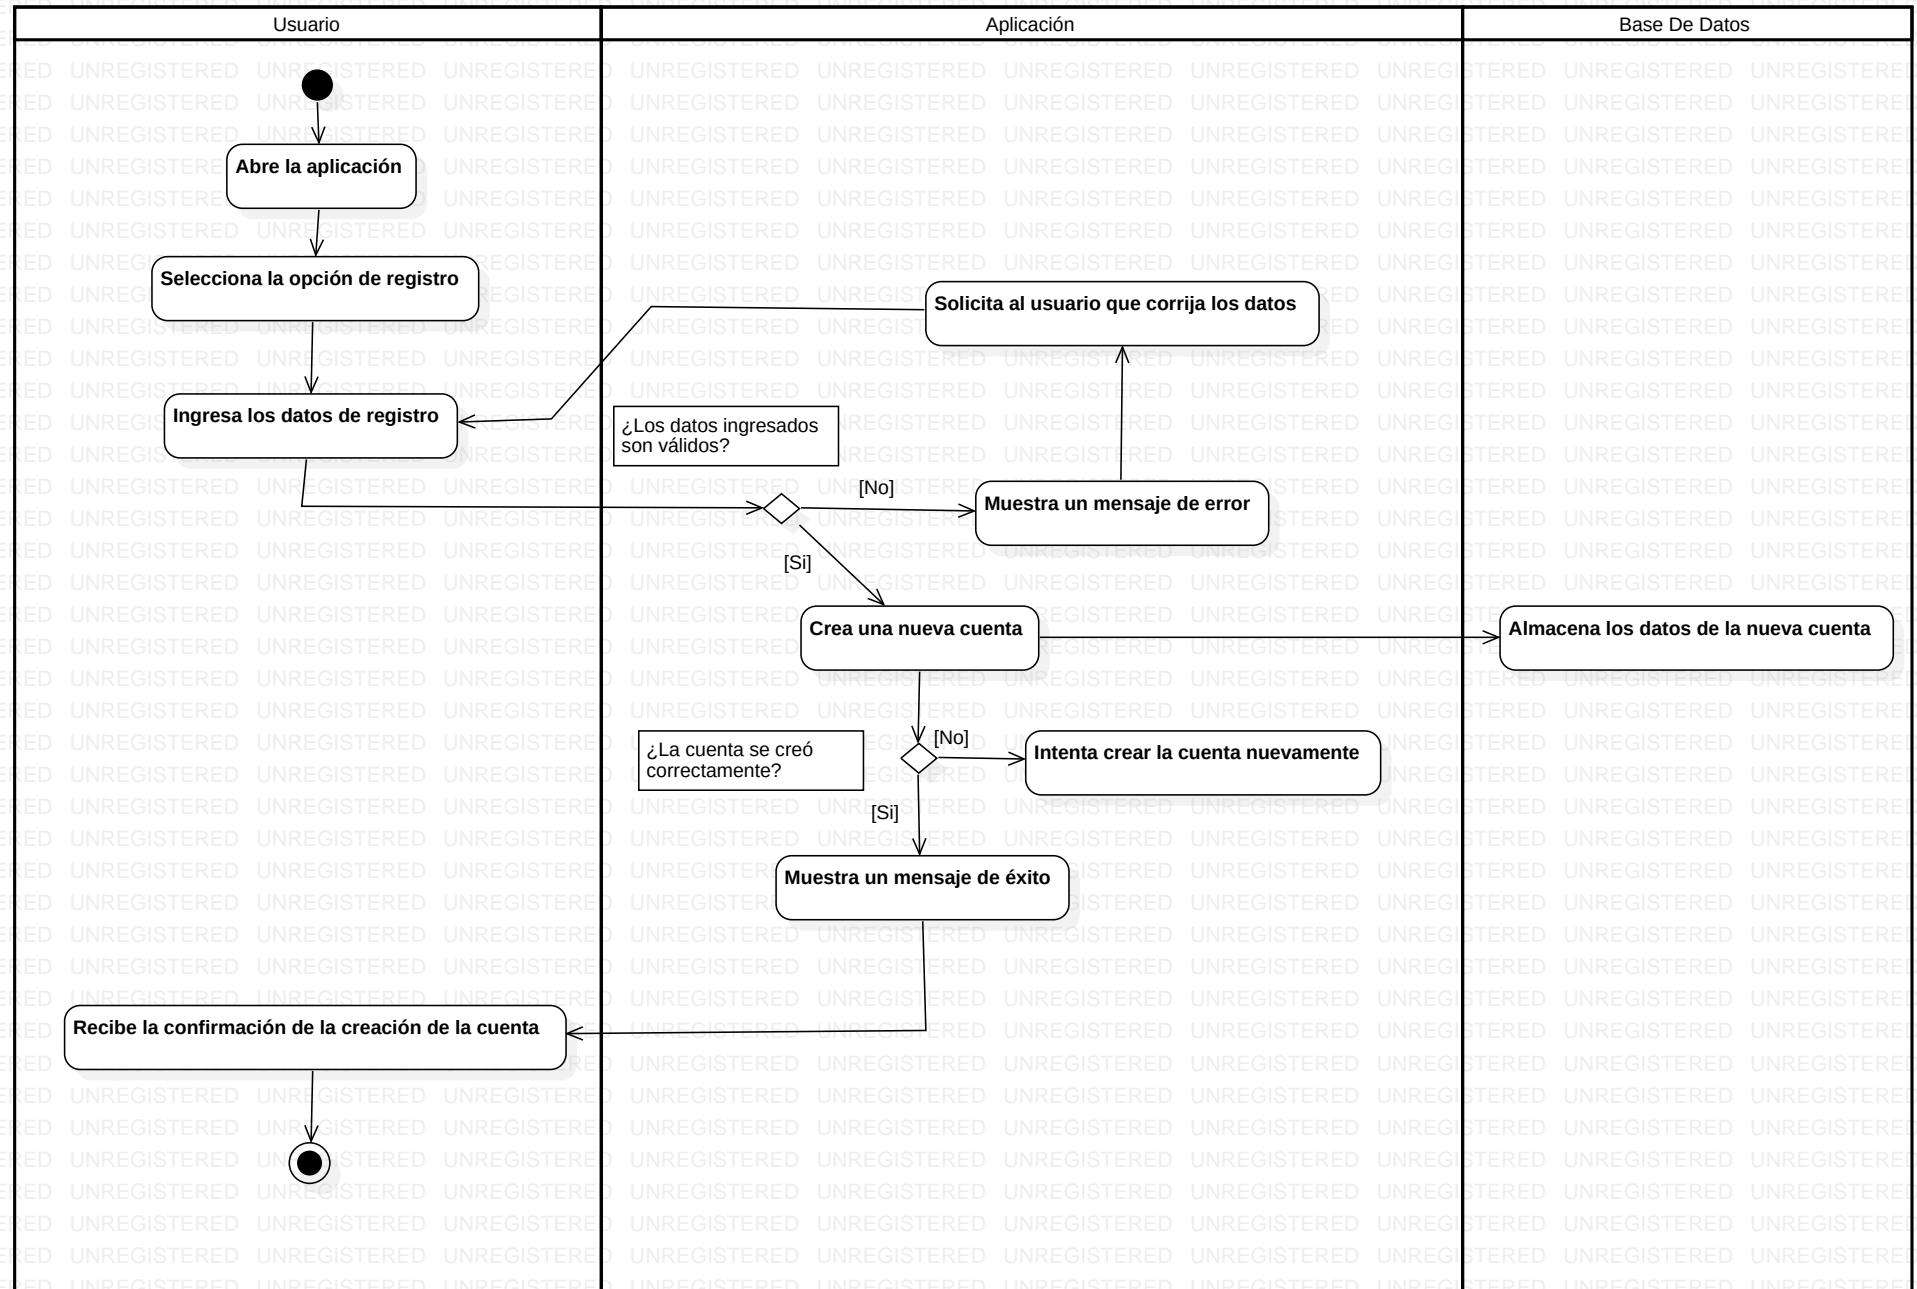 Usuario
Aplicación
Base De Datos
Abre la aplicación
Selecciona la opción de registro
Solicita al usuario que corrija los datos
Ingresa los datos de registro
¿Los datos ingresados
son válidos?
[No]
Muestra un mensaje de error
[Si]
Crea una nueva cuenta
Almacena los datos de la nueva cuenta
¿La cuenta se creó
correctamente?
[No]
Intenta crear la cuenta nuevamente
[Si]
Muestra un mensaje de éxito
Recibe la confirmación de la creación de la cuenta
UNREGISTERED